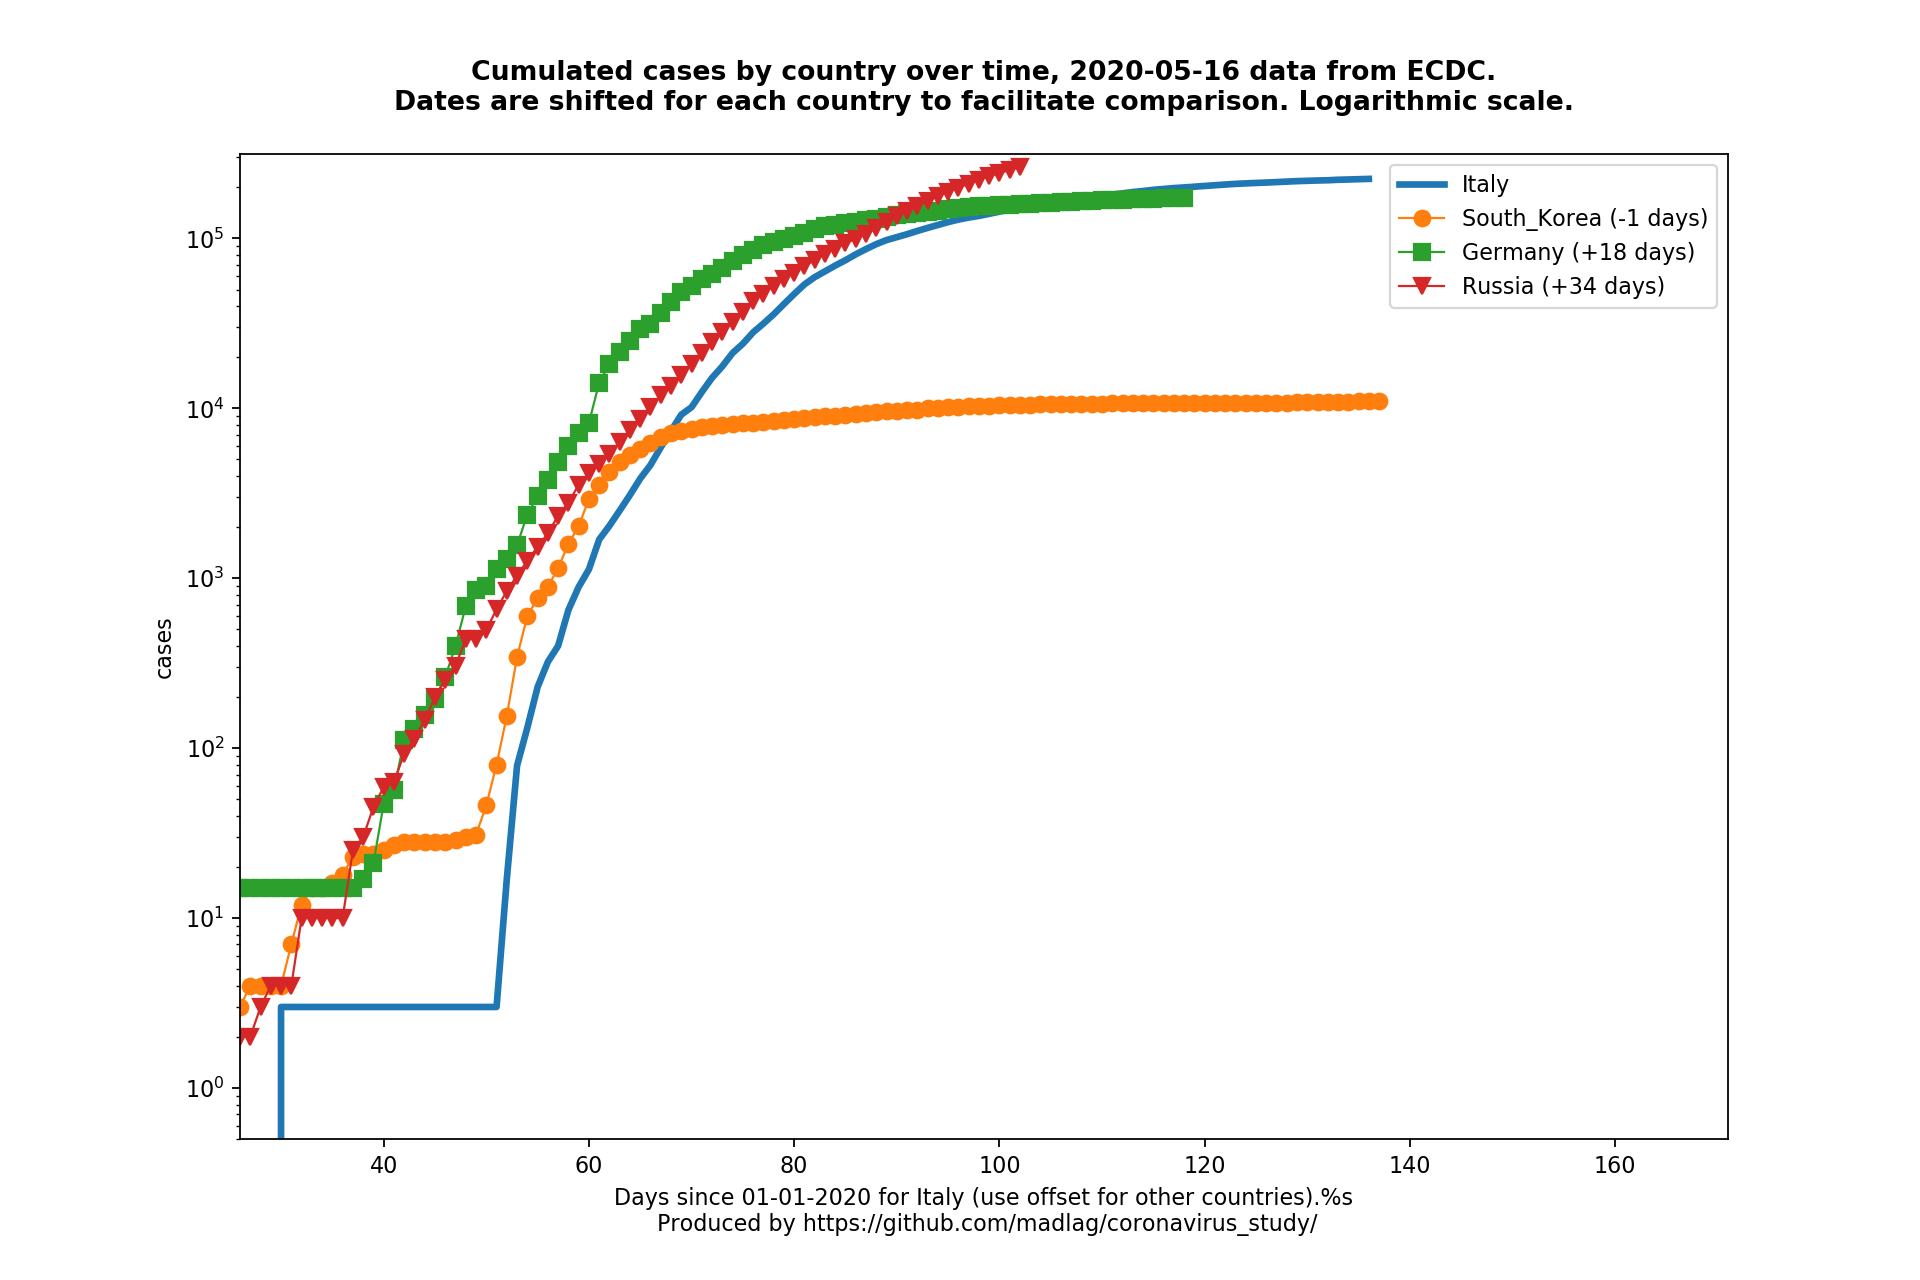 Cumulated cases by country over time, 2020-05-16 data from ECDC.
Dates are shifted for each country to facilitate comparison. Logarithmic scale.
Italy
South_Korea (-1 days)
Germany (+18 days)
Russia (+34 days)
cases
10⁵
10⁴
10³
10²
10¹
10⁰
40 60 80 100 120 140 160
Days since 01-01-2020 for Italy (use offset for other countries).%s
Produced by https://github.com/madlag/coronavirus_study/